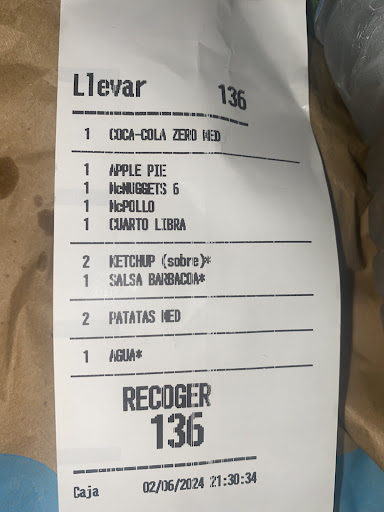 Llevar 136
1 COCA-COLA ZERO MED
1 APPLE PIE
1 McNUGGETS 6
1 McPOLLO
1 CUARTO LIBRA
2 KETCHUP (sobre)*
1 SALSA BARBACOA*
2 PATATAS MED
1 AGUA*
RECOGER
136
Caja 02/06/2024 21:30:34